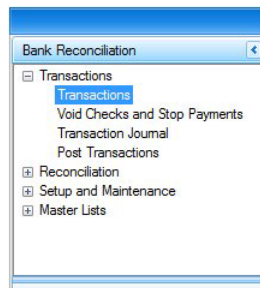 Bank Reconciliation
Transactions
Transactions
Void Checks and Stop Payments
Transaction Journal
Post Transactions
Reconciliation
Setup and Maintenance
Master Lists